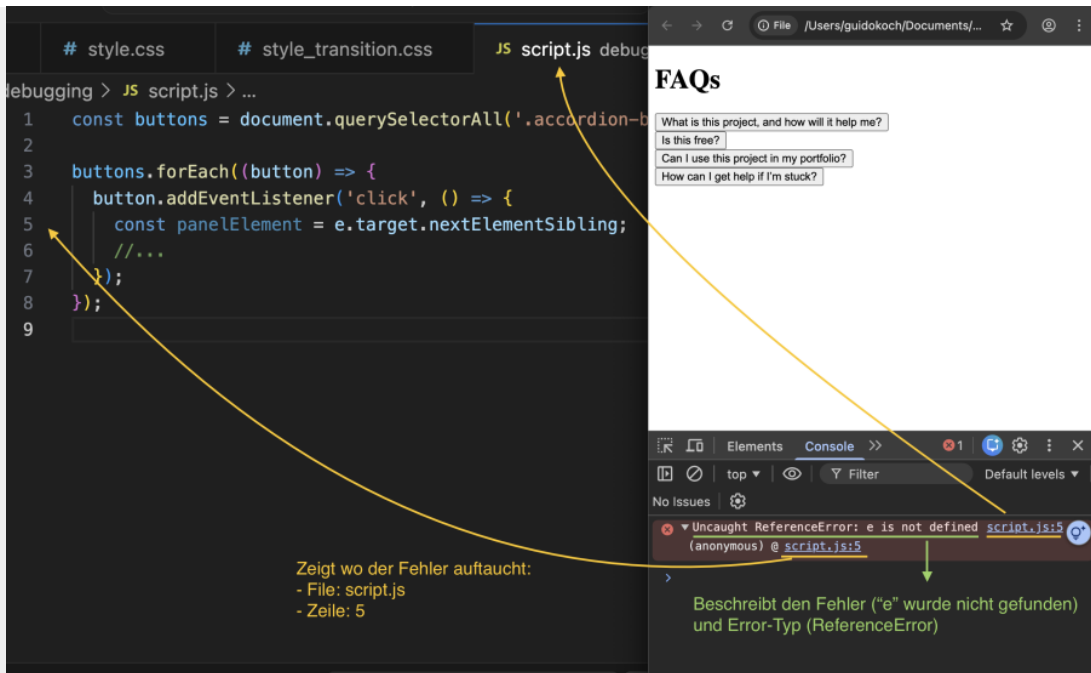 # style.css
# style_transition.css
JS script.js debug
debugging > JS script.js > ...
1 const buttons = document.querySelectorAll('.accordion-b
2
3 buttons.forEach((button) => {
4 button.addEventListener('click', () => {
5 const panelElement = e.target.nextElementSibling;
6 //...
7 });
8 });
9
Zeigt wo der Fehler auftaucht:
- File: script.js
- Zeile: 5
File /Users/guidokoch/Documents/...
FAQs
What is this project, and how will it help me?
Is this free?
Can I use this project in my portfolio?
How can I get help if I'm stuck?
Elements Console >> 1
top Filter Default levels
No Issues
Uncaught ReferenceError: e is not defined script.js:5
(anonymous) @ script.js:5
>
Beschreibt den Fehler (“e” wurde nicht gefunden)
und Error-Typ (ReferenceError)